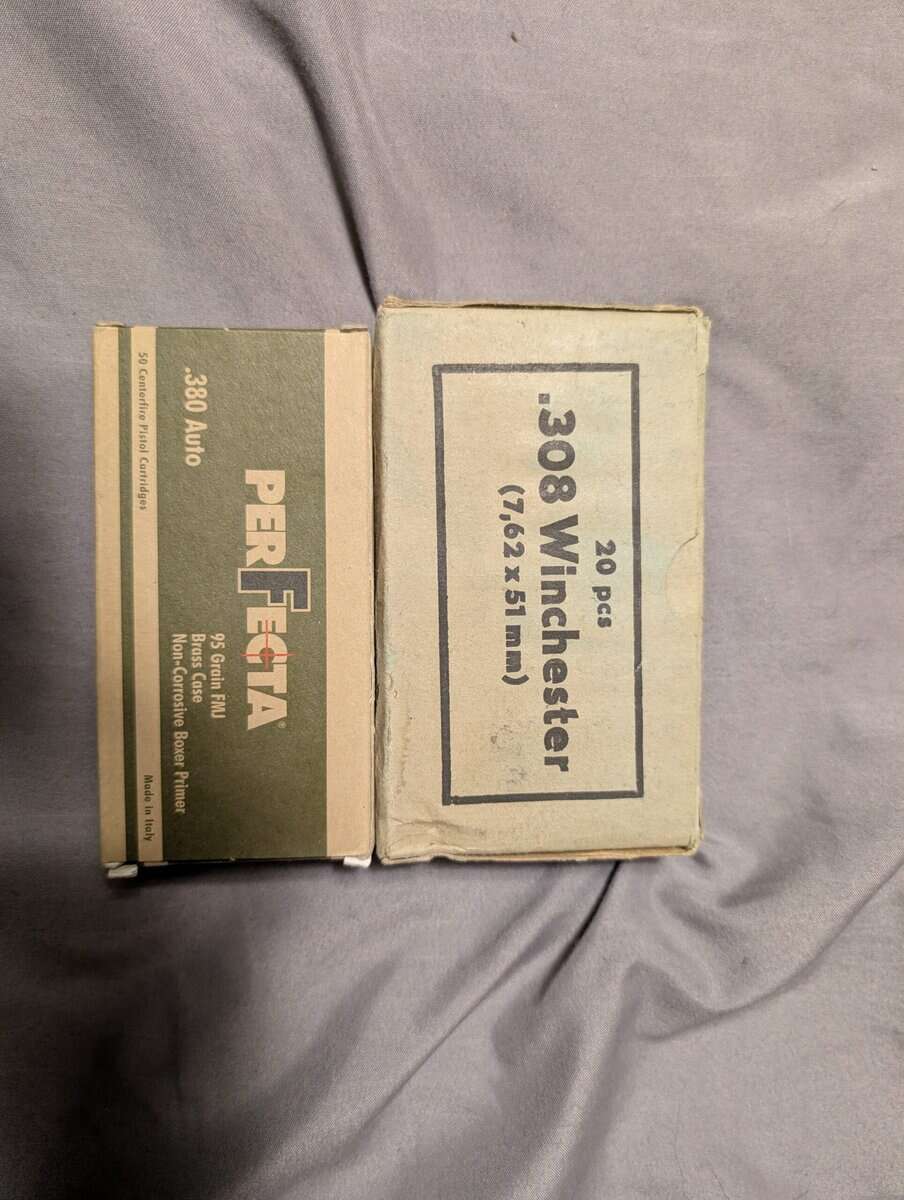 .380 Auto
PERFECTA®
95 Grain FMJ
Brass Case
Non-Corrosive Boxer Primer
50 Centerfire Pistol Cartridges
Made in Italy
20 pcs
.308 Winchester
(7,62 x 51 mm)